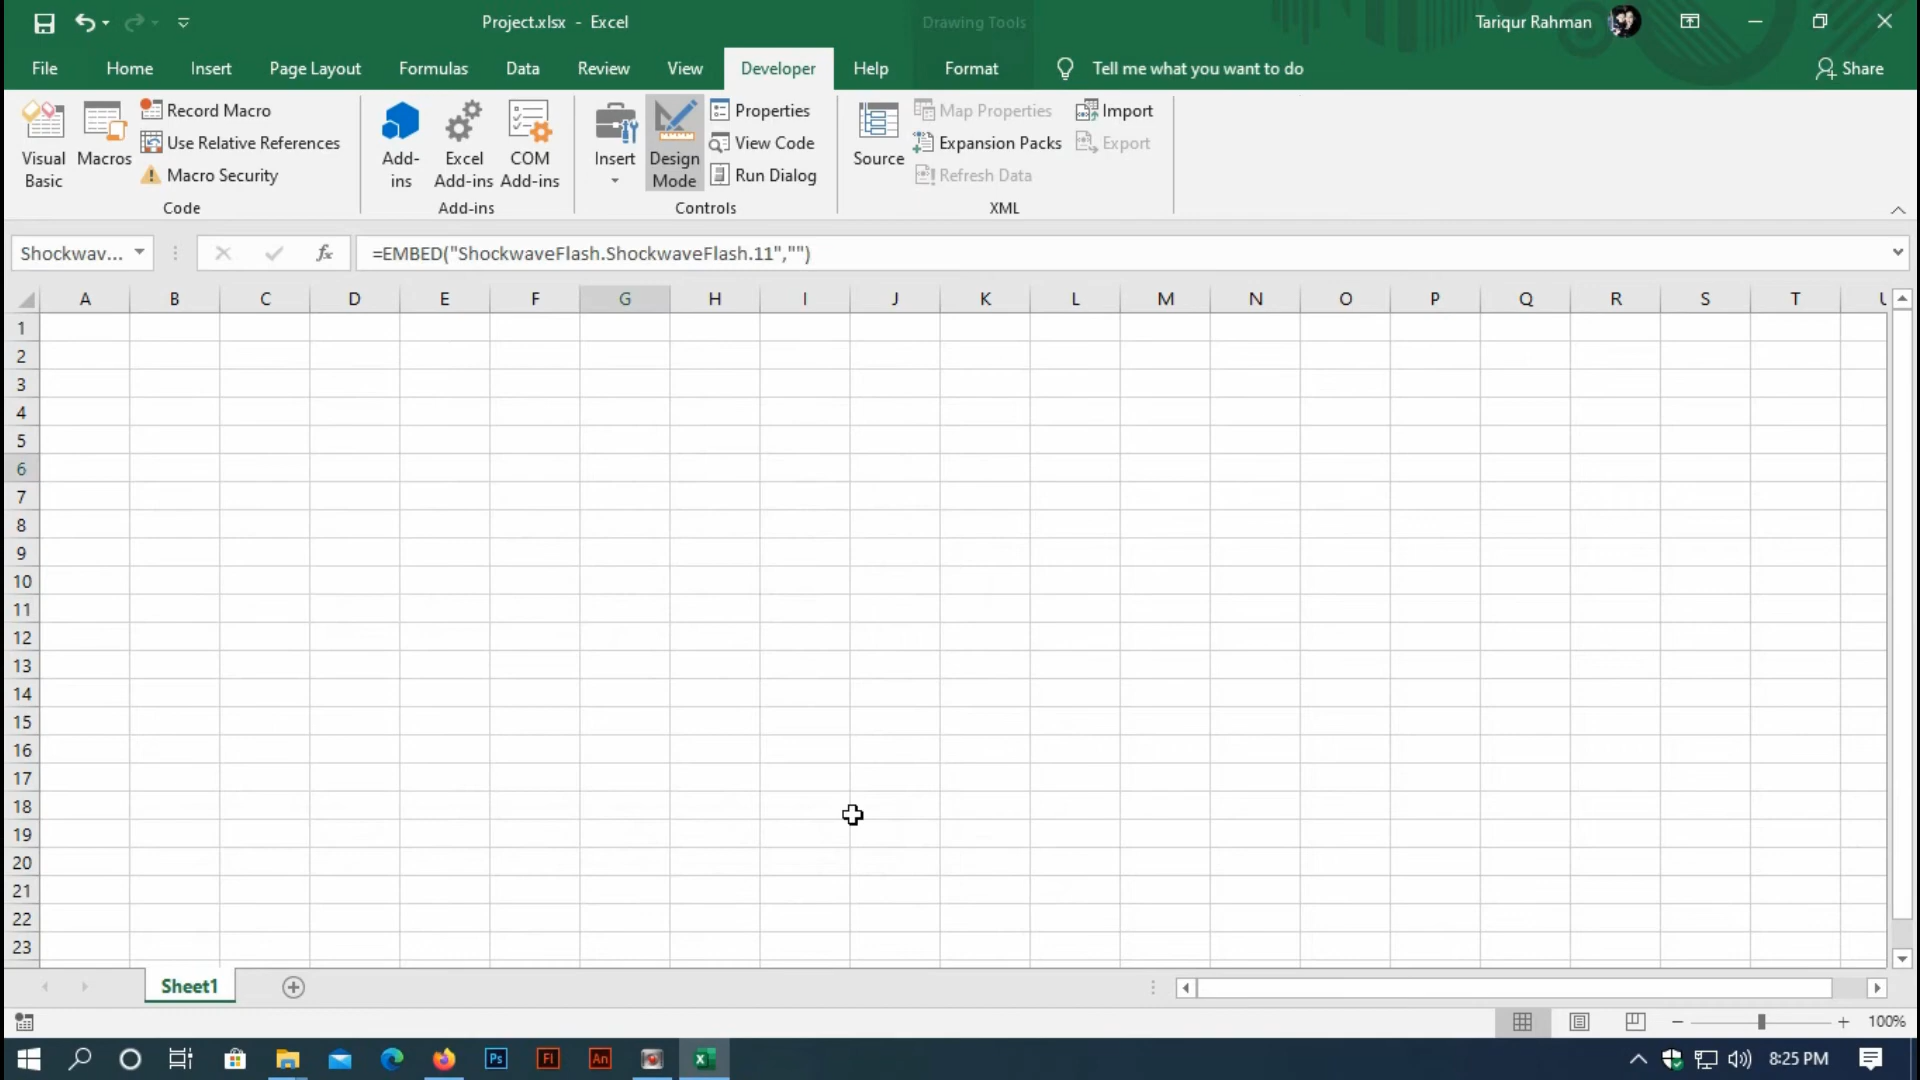 Project.xlsx - Excel
Drawing Tools
Tariqur Rahman
File Home Insert Page Layout Formulas Data Review View Developer Help Format Tell me what you want to do Share
Visual Basic
Macros
Record Macro
Use Relative References
Macro Security
Code
Add-ins
Excel Add-ins
COM Add-ins
Add-ins
Insert
Design Mode
Properties
View Code
Run Dialog
Controls
Source
Map Properties
Expansion Packs
Refresh Data
Import
Export
XML
Shockwav...
fx
=EMBED("ShockwaveFlash.ShockwaveFlash.11","")
A B C D E F G H I J K L M N O P Q R S T
1
2
3
4
5
6
7
8
9
10
11
12
13
14
15
16
17
18
19
20
21
22
23
Sheet1
100%
Ps Fl An
8:25 PM